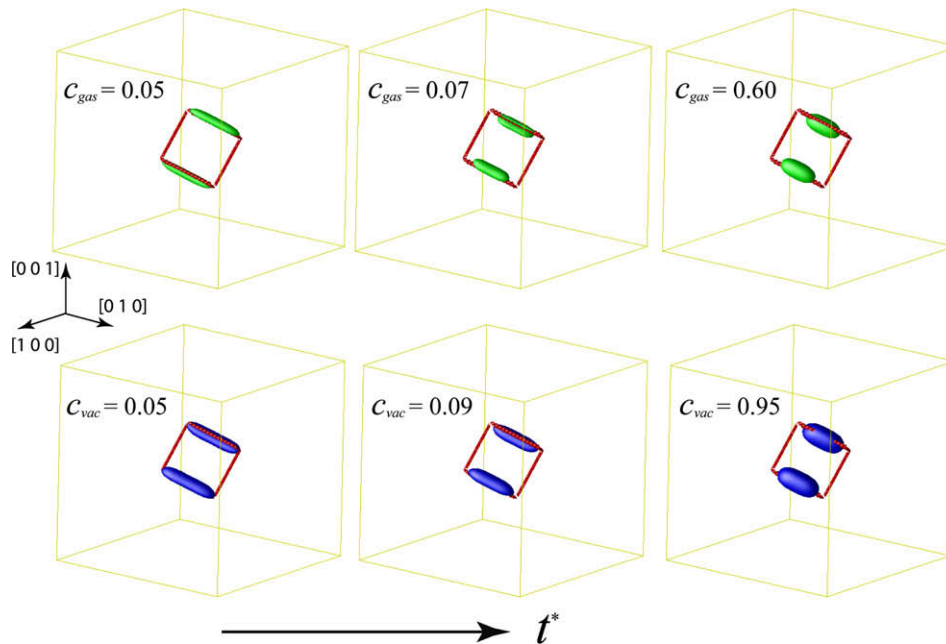 c_gas = 0.05
c_gas = 0.07
c_gas = 0.60
[0 0 1]
[0 1 0]
[1 0 0]
c_vac = 0.05
c_vac = 0.09
c_vac = 0.95
t*